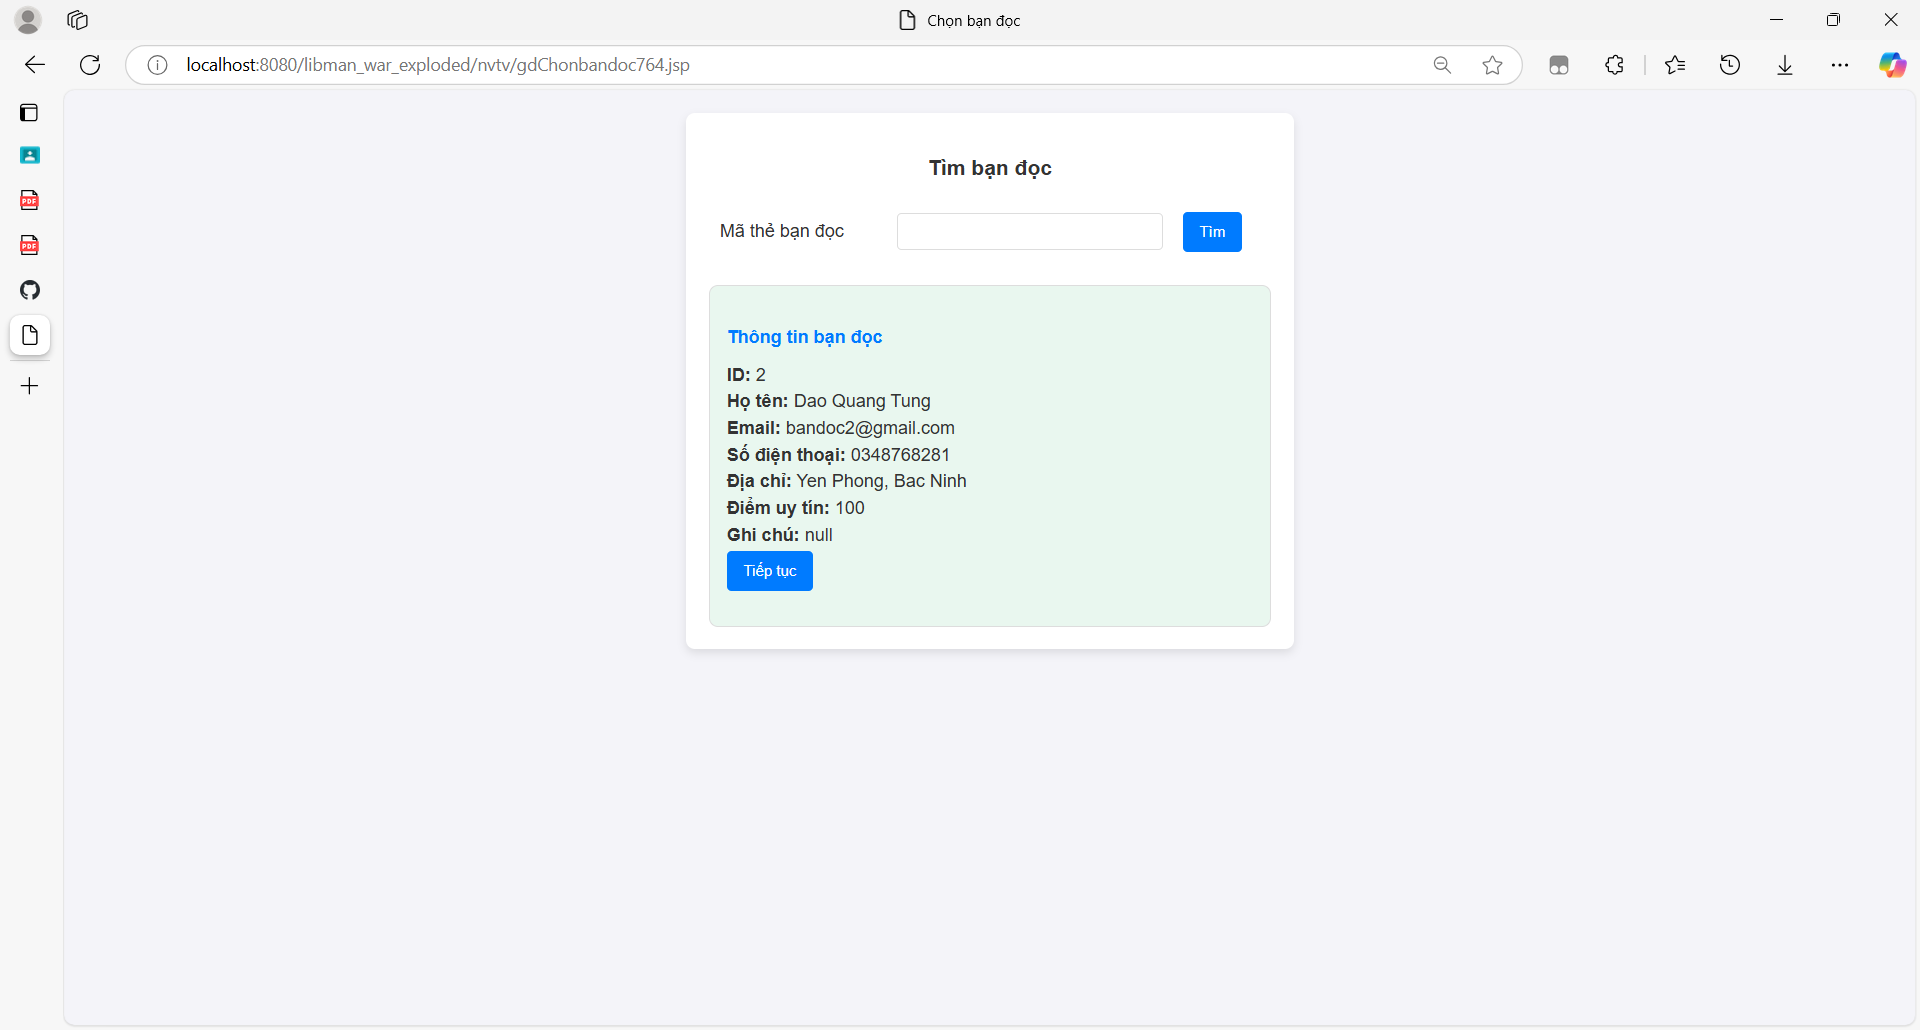 Chọn bạn đọc
localhost:8080/libman_war_exploded/nvtv/gdChonbandoc764.jsp
Tìm bạn đọc
Mã thẻ bạn đọc
Tìm
Thông tin bạn đọc
ID: 2
Họ tên: Dao Quang Tung
Email: bandoc2@gmail.com
Số điện thoại: 0348768281
Địa chỉ: Yen Phong, Bac Ninh
Điểm uy tín: 100
Ghi chú: null
Tiếp tục
PDF
PDF